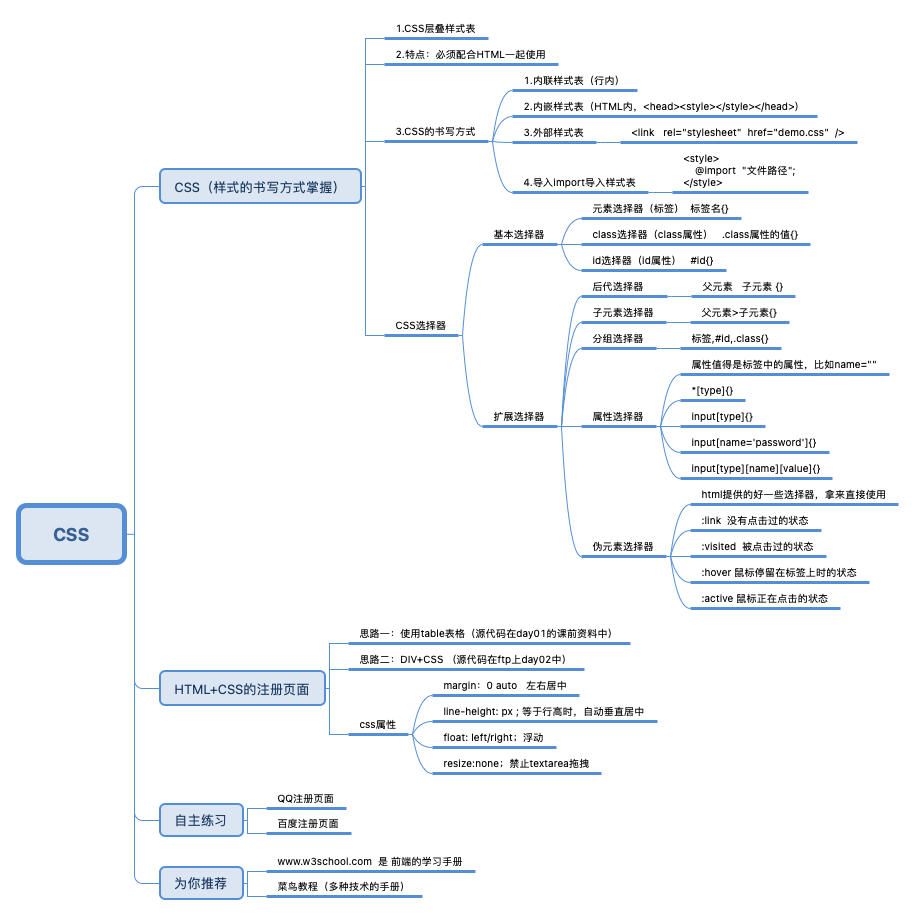 CSS
CSS（样式的书写方式掌握）
1.CSS层叠样式表
2.特点：必须配合HTML一起使用
3.CSS的书写方式
1.内联样式表（行内）
2.内嵌样式表（HTML内，<head><style></style></head>）
3.外部样式表
<link   rel="stylesheet"  href="demo.css"  />
4.导入import导入样式表
<style>
@import  "文件路径";
</style>
CSS选择器
基本选择器
元素选择器（标签）   标签名{}
class选择器（class属性）   .class属性的值{}
id选择器（id属性）   #id{}
扩展选择器
后代选择器
父元素   子元素 {}
子元素选择器
父元素>子元素{}
分组选择器
标签,#id,.class{}
属性选择器
属性值得是标签中的属性，比如name=""
*[type]{}
input[type]{}
input[name='password']{}
input[type][name][value]{}
伪元素选择器
html提供的好一些选择器，拿来直接使用
:link  没有点击过的状态
:visited  被点击过的状态
:hover 鼠标停留在标签上时的状态
:active 鼠标正在点击的状态
HTML+CSS的注册页面
思路一：使用table表格（源代码在day01的课前资料中）
思路二：DIV+CSS （源代码在ftp上day02中）
css属性
margin：0 auto   左右居中
line-height: px ; 等于行高时，自动垂直居中
float: left/right；浮动
resize:none；禁止textarea拖拽
自主练习
QQ注册页面
百度注册页面
为你推荐
www.w3school.com  是 前端的学习手册
菜鸟教程（多种技术的手册）